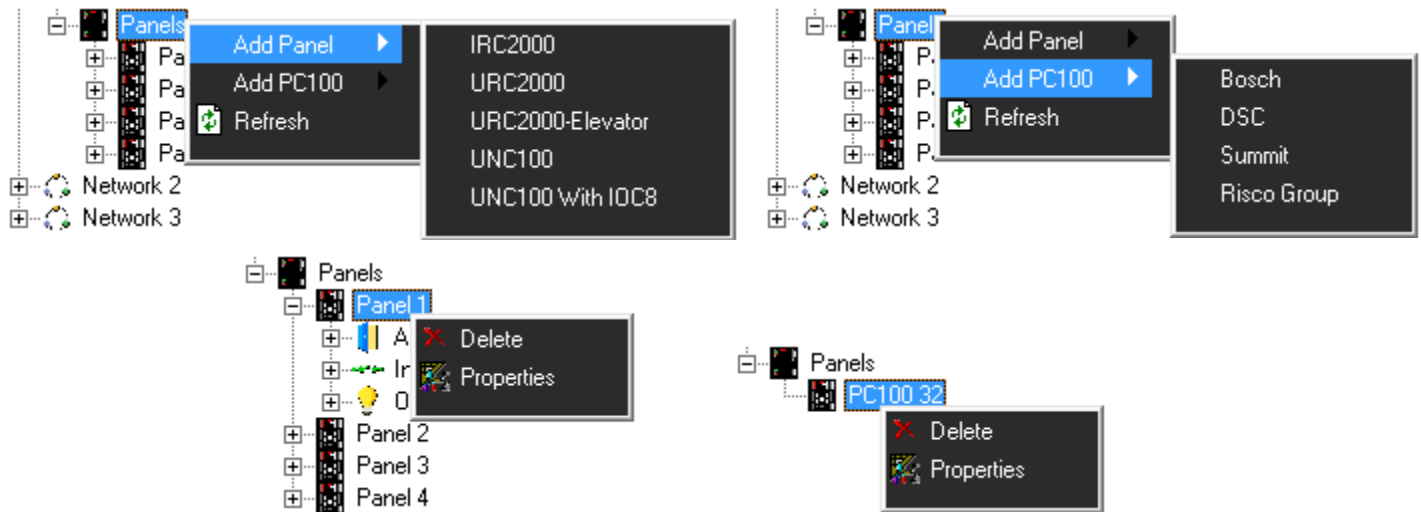 Panels
Add Panel
Add PC100
Refresh
IRC2000
URC2000
URC2000-Elevator
UNC100
UNC100 With IOC8
Network 2
Network 3
Add Panel
Add PC100
Refresh
Bosch
DSC
Summit
Risco Group
Network 2
Network 3
Panels
Panel 1
Delete
Properties
Panel 2
Panel 3
Panel 4
Panels
PC100 32
Delete
Properties